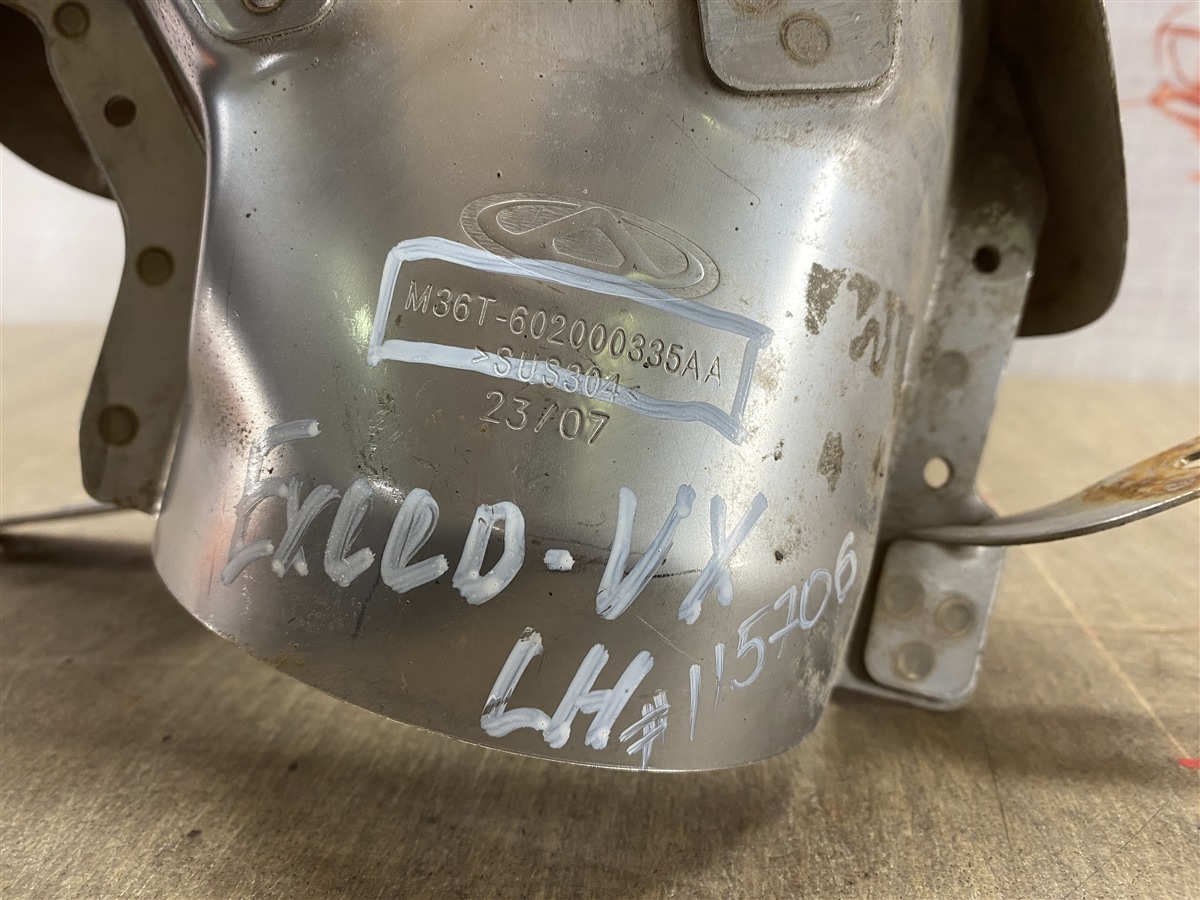 M36T-602000335AA
>SUS304<
23/07
EXEED-VX
LH #115706